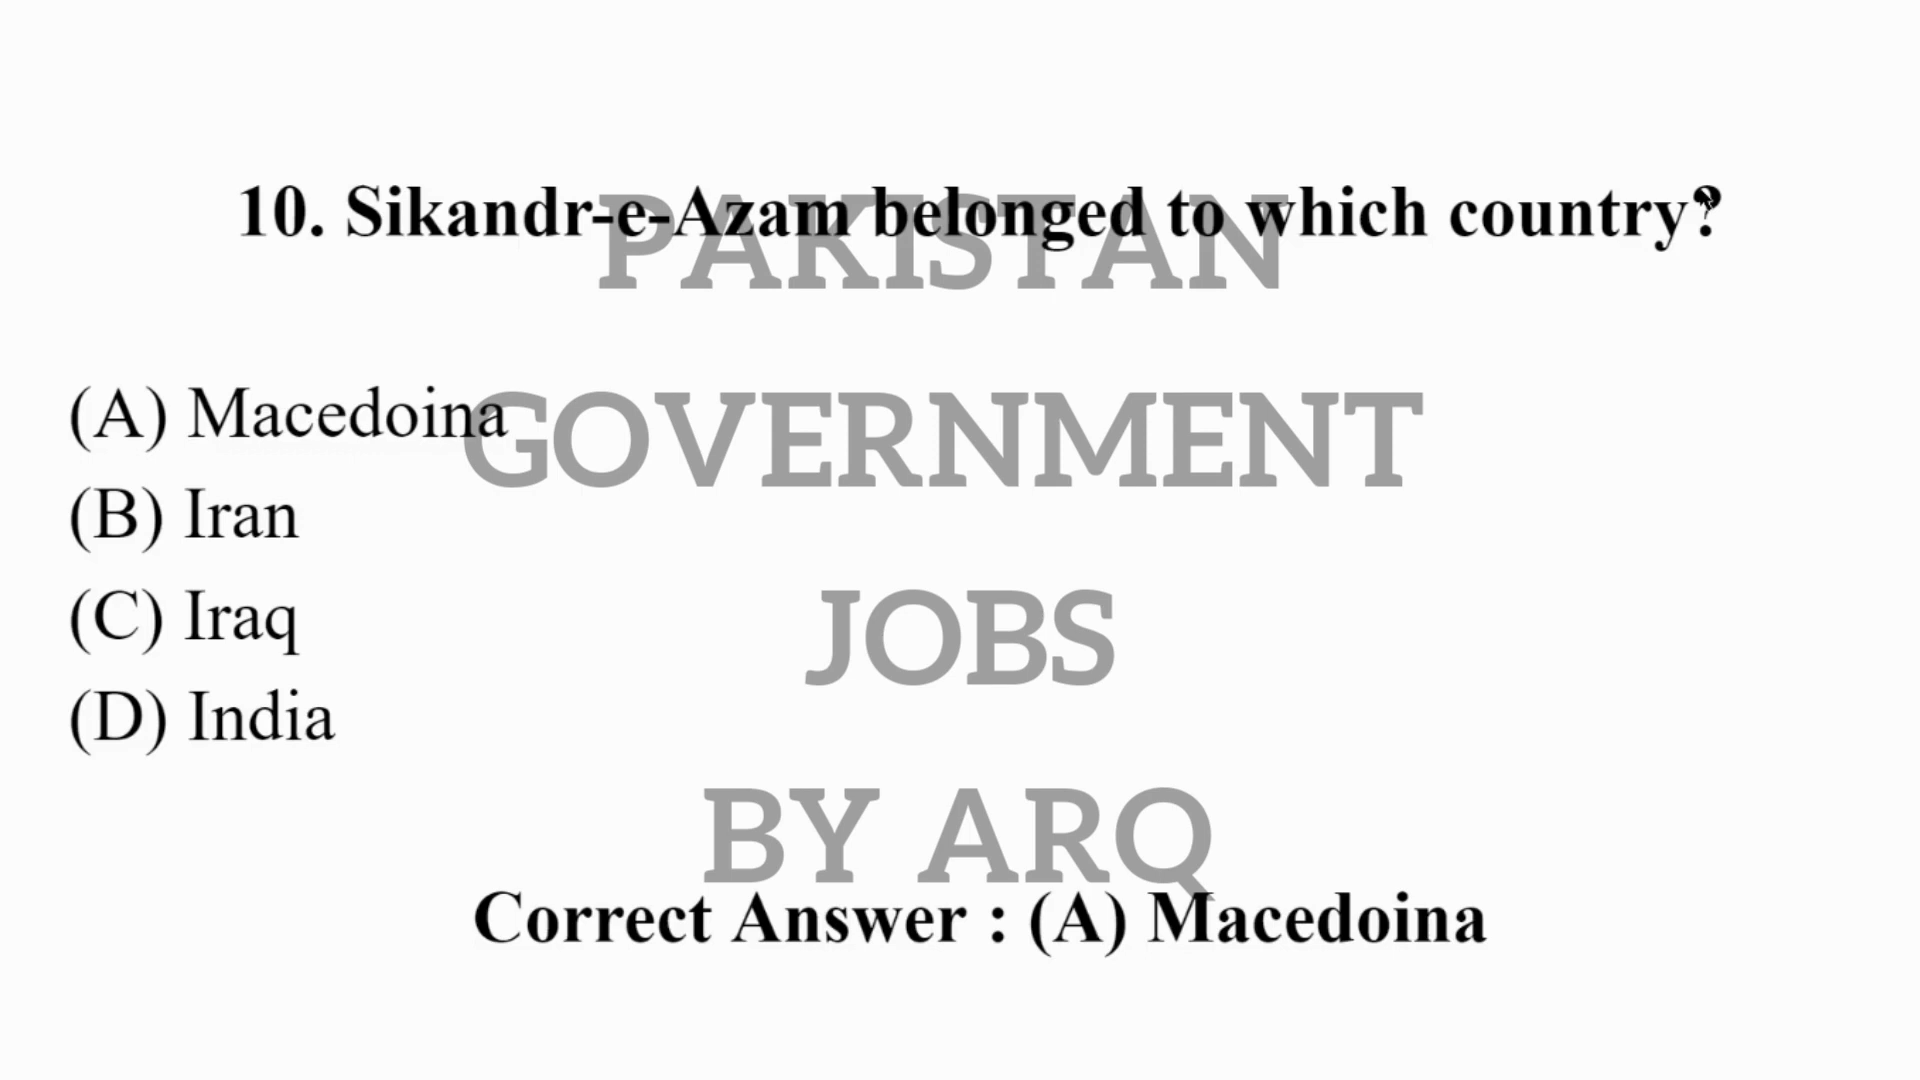 10. Sikandr-e-Azam belonged to which country?
PAKISTAN
(A) Macedoina
GOVERNMENT
(B) Iran
(C) Iraq
JOBS
(D) India
BY ARQ
Correct Answer : (A) Macedoina